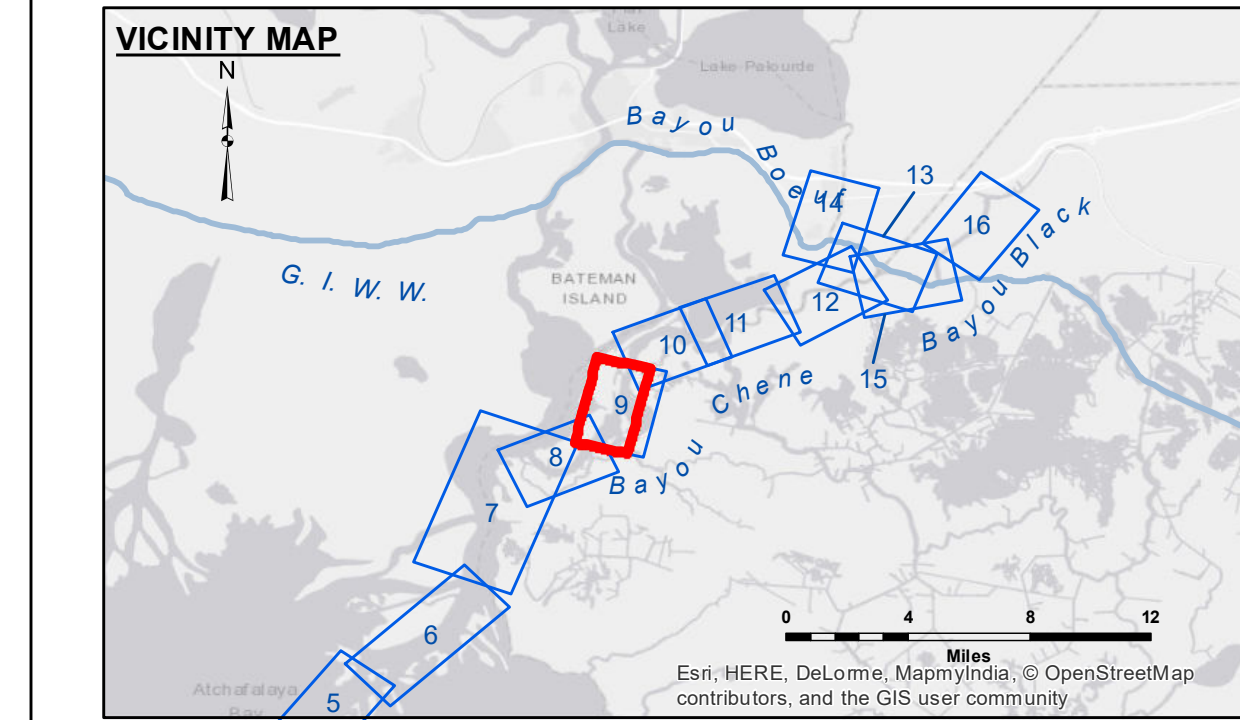 VICINITY MAP
N
Lake
Lake Palourde
Bayou Boeuf
13
14
16
Bayou Black
G. I. W. W.
BATEMAN
ISLAND
12
11
10
15
Bayou Chene
9
8
7
6
5
Atchafalaya
Bay
0 4 8 12
Miles
Esri, HERE, DeLorme, MapmyIndia, © OpenStreetMap
contributors, and the GIS user community